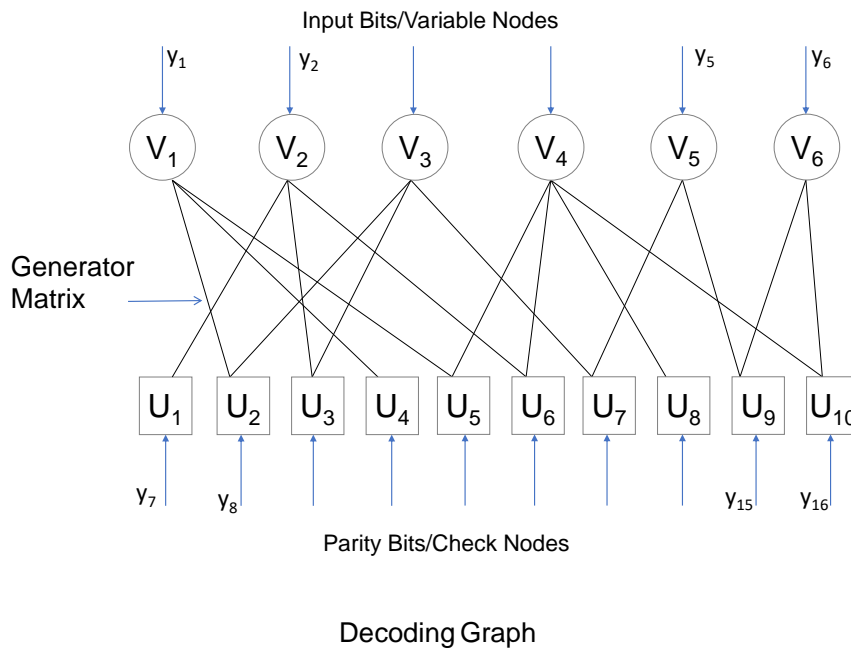 Input Bits/Variable Nodes
y1 y2 y5 y6
V1 V2 V3 V4 V5 V6
Generator
Matrix
U1 U2 U3 U4 U5 U6 U7 U8 U9 U10
y7 y8 y15 y16
Parity Bits/Check Nodes
Decoding Graph